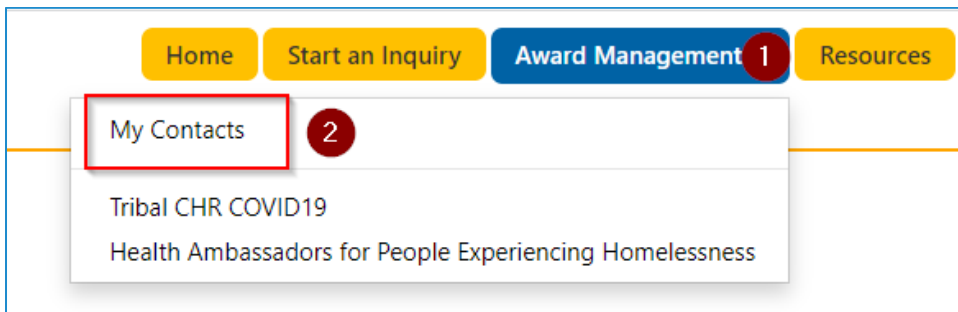 Home Start an Inquiry Award Management 1 Resources
My Contacts 2
Tribal CHR COVID19
Health Ambassadors for People Experiencing Homelessness